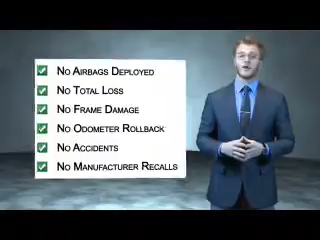 No Airbags Deployed
No Total Loss
No Frame Damage
No Odometer Rollback
No Accidents
No Manufacturer Recalls